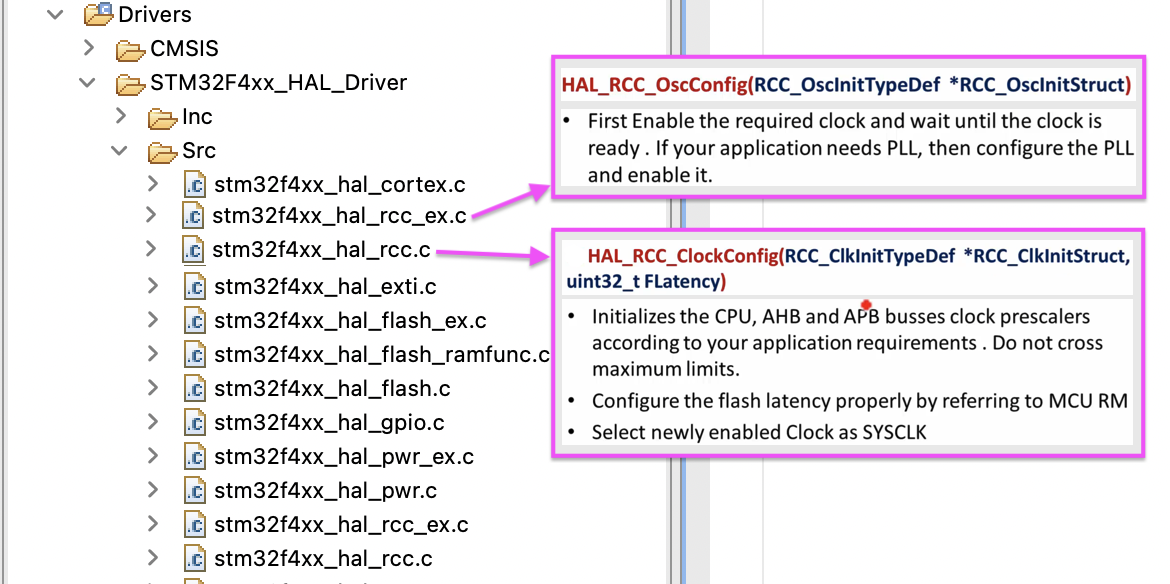 Drivers
CMSIS
STM32F4xx_HAL_Driver
Inc
Src
stm32f4xx_hal_cortex.c
stm32f4xx_hal_rcc_ex.c
stm32f4xx_hal_rcc.c
stm32f4xx_hal_exti.c
stm32f4xx_hal_flash_ex.c
stm32f4xx_hal_flash_ramfunc.c
stm32f4xx_hal_flash.c
stm32f4xx_hal_gpio.c
stm32f4xx_hal_pwr_ex.c
stm32f4xx_hal_pwr.c
stm32f4xx_hal_rcc_ex.c
stm32f4xx_hal_rcc.c
HAL_RCC_OscConfig(RCC_OscInitTypeDef *RCC_OscInitStruct)
• First Enable the required clock and wait until the clock is
ready . If your application needs PLL, then configure the PLL
and enable it.
HAL_RCC_ClockConfig(RCC_ClkInitTypeDef *RCC_ClkInitStruct,
uint32_t FLatency)
• Initializes the CPU, AHB and APB busses clock prescalers
according to your application requirements . Do not cross
maximum limits.
• Configure the flash latency properly by referring to MCU RM
• Select newly enabled Clock as SYSCLK